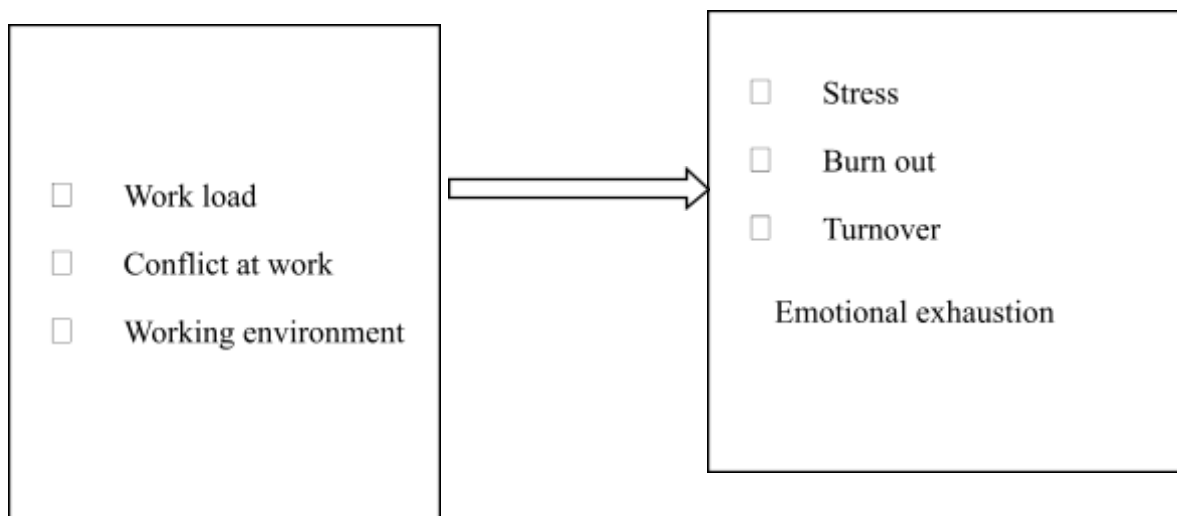 Work load
Conflict at work
Working environment
Stress
Burn out
Turnover
Emotional exhaustion